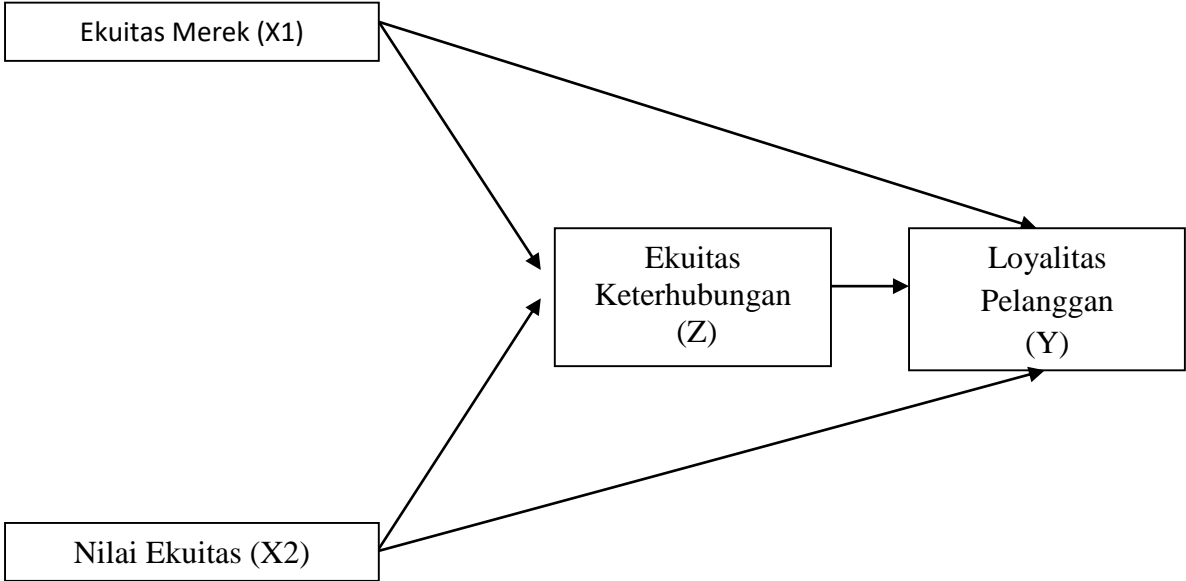 Ekuitas Merek (X1)
Ekuitas
Keterhubungan
(Z)
Loyalitas
Pelanggan
(Y)
Nilai Ekuitas (X2)